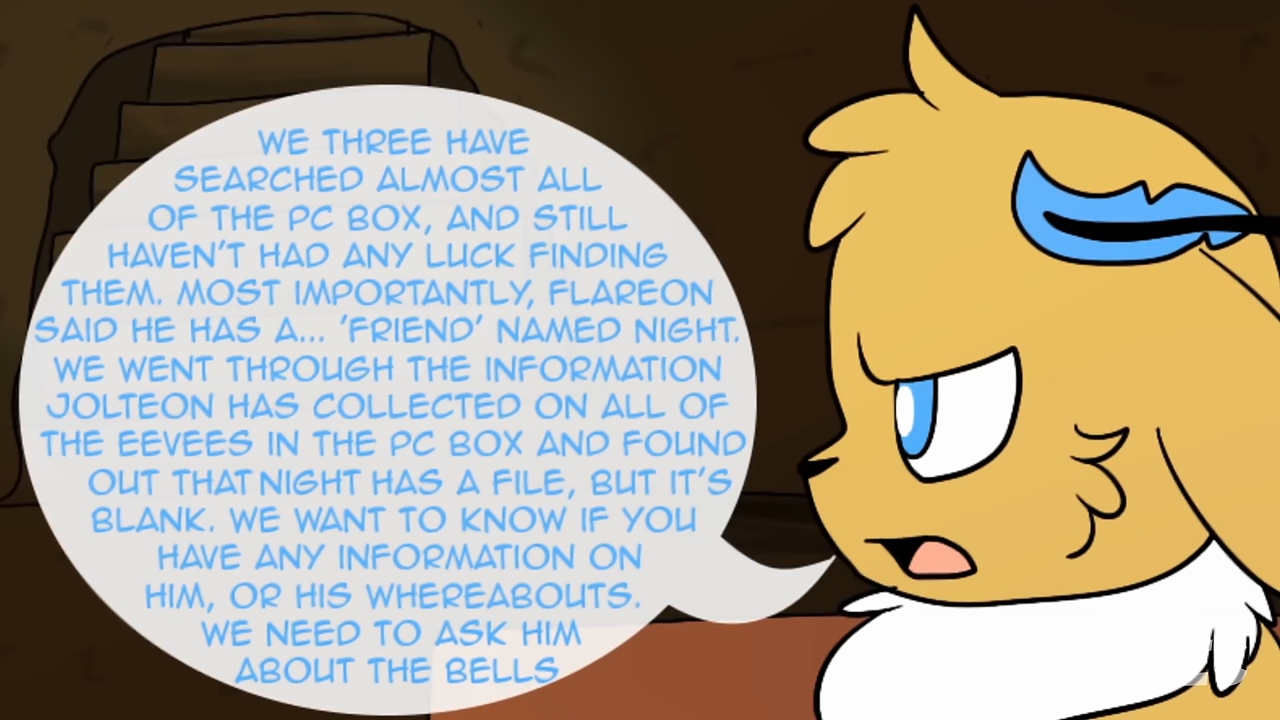 WE THREE HAVE
SEARCHED ALMOST ALL
OF THE PC BOX, AND STILL
HAVEN'T HAD ANY LUCK FINDING
THEM. MOST IMPORTANTLY, FLAREON
SAID HE HAS A... 'FRIEND' NAMED NIGHT.
WE WENT THROUGH THE INFORMATION
JOLTEON HAS COLLECTED ON ALL OF
THE EEVEES IN THE PC BOX AND FOUND
OUT THAT NIGHT HAS A FILE, BUT IT'S
BLANK. WE WANT TO KNOW IF YOU
HAVE ANY INFORMATION ON
HIM, OR HIS WHEREABOUTS.
WE NEED TO ASK HIM
ABOUT THE BELLS